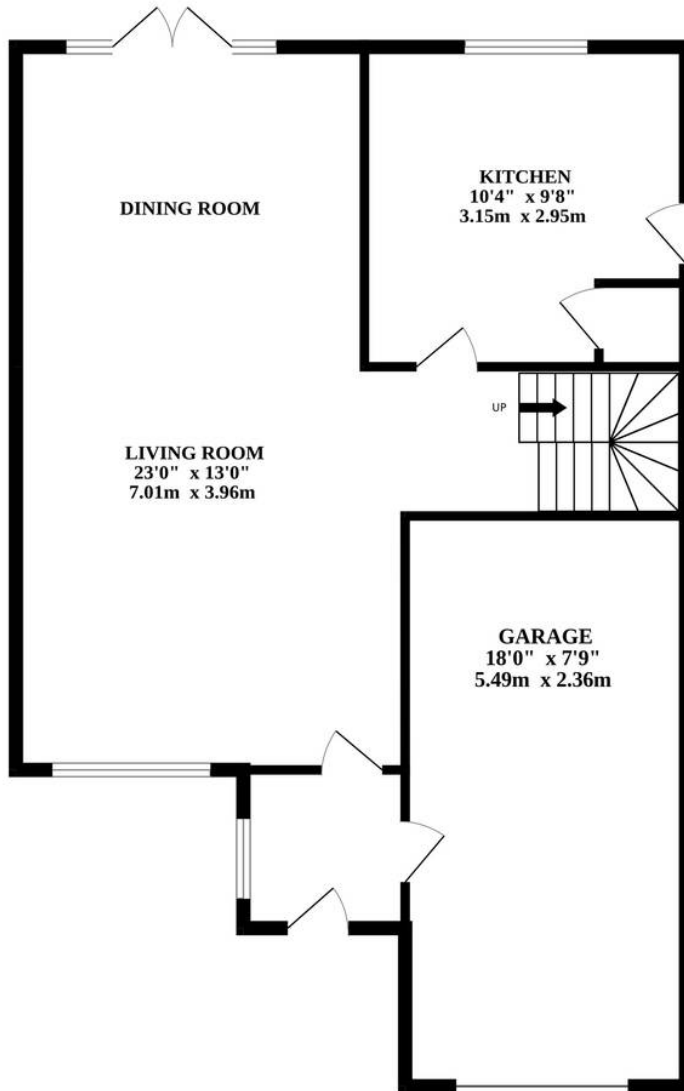 KITCHEN
10'4" x 9'8"
3.15m x 2.95m
DINING ROOM
UP
LIVING ROOM
23'0" x 13'0"
7.01m x 3.96m
GARAGE
18'0" x 7'9"
5.49m x 2.36m